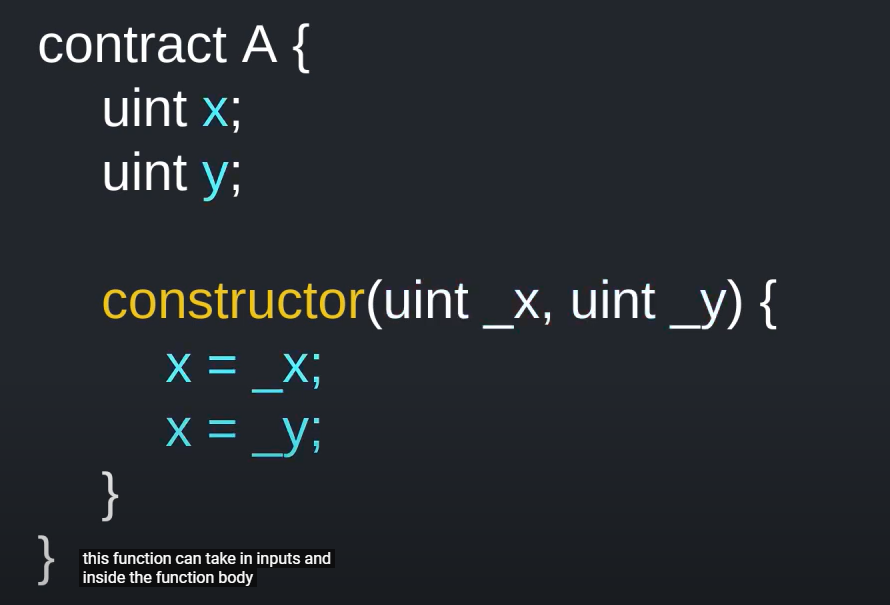 contract A {
uint x;
uint y;
constructor(uint _x, uint _y) {
x = _x;
x = _y;
}
}
this function can take in inputs and
inside the function body